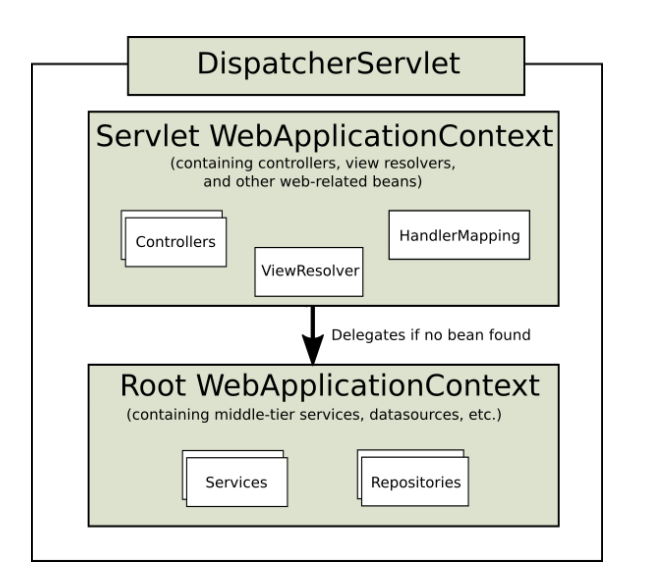 DispatcherServlet
Servlet WebApplicationContext
(containing controllers, view resolvers,
and other web-related beans)
Controllers
HandlerMapping
ViewResolver
Delegates if no bean found
Root WebApplicationContext
(containing middle-tier services, datasources, etc.)
Services
Repositories